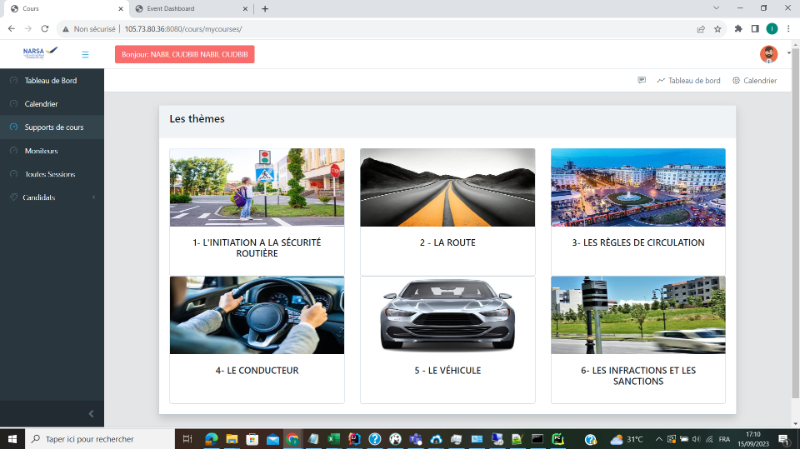 Cours
Event Dashboard
Non sécurisé
105.73.80.36:8080/cours/mycourses/
NARSA
Bonjour: NABIL OUDBIB NABIL OUDBIB
Tableau de bord
Calendrier
Tableau de Bord
Calendrier
Supports de cours
Moniteurs
Toutes Sessions
Candidats
Les thèmes
1- L'INITIATION A LA SÉCURITÉ
ROUTIÈRE
2 - LA ROUTE
3- LES RÈGLES DE CIRCULATION
4- LE CONDUCTEUR
5 - LE VÉHICULE
6- LES INFRACTIONS ET LES
SANCTIONS
Taper ici pour rechercher
31°C
FRA
17:10
15/09/2023